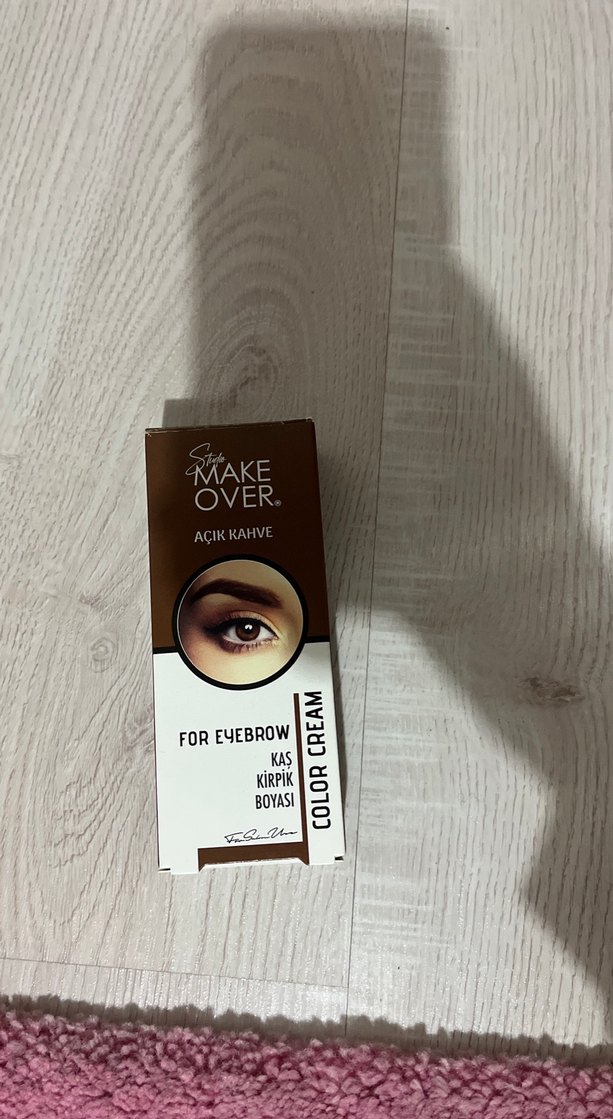 Studio
MAKE
OVER®
AÇIK KAHVE
FOR EYEBROW
KAŞ
KİRPİK
BOYASI
COLOR CREAM